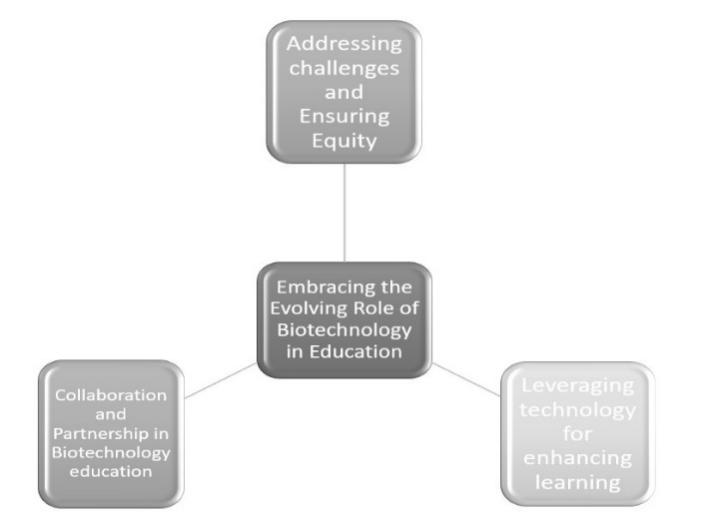 Addressing
challenges
and
Ensuring
Equity
Embracing the
Evolving Role of
Biotechnology
in Education
Collaboration
and
Partnership in
Biotechnology
education
Leveraging
technology
for
enhancing
learning